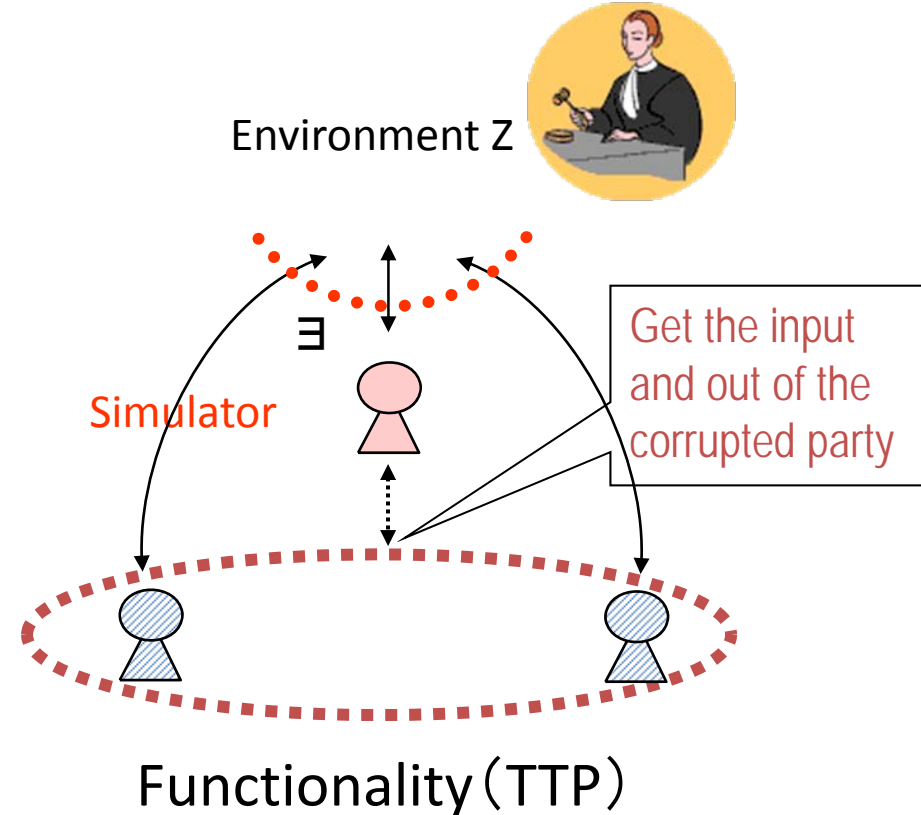 Environment Z
∃
Simulator
Get the input
and out of the
corrupted party
Functionality（TTP）